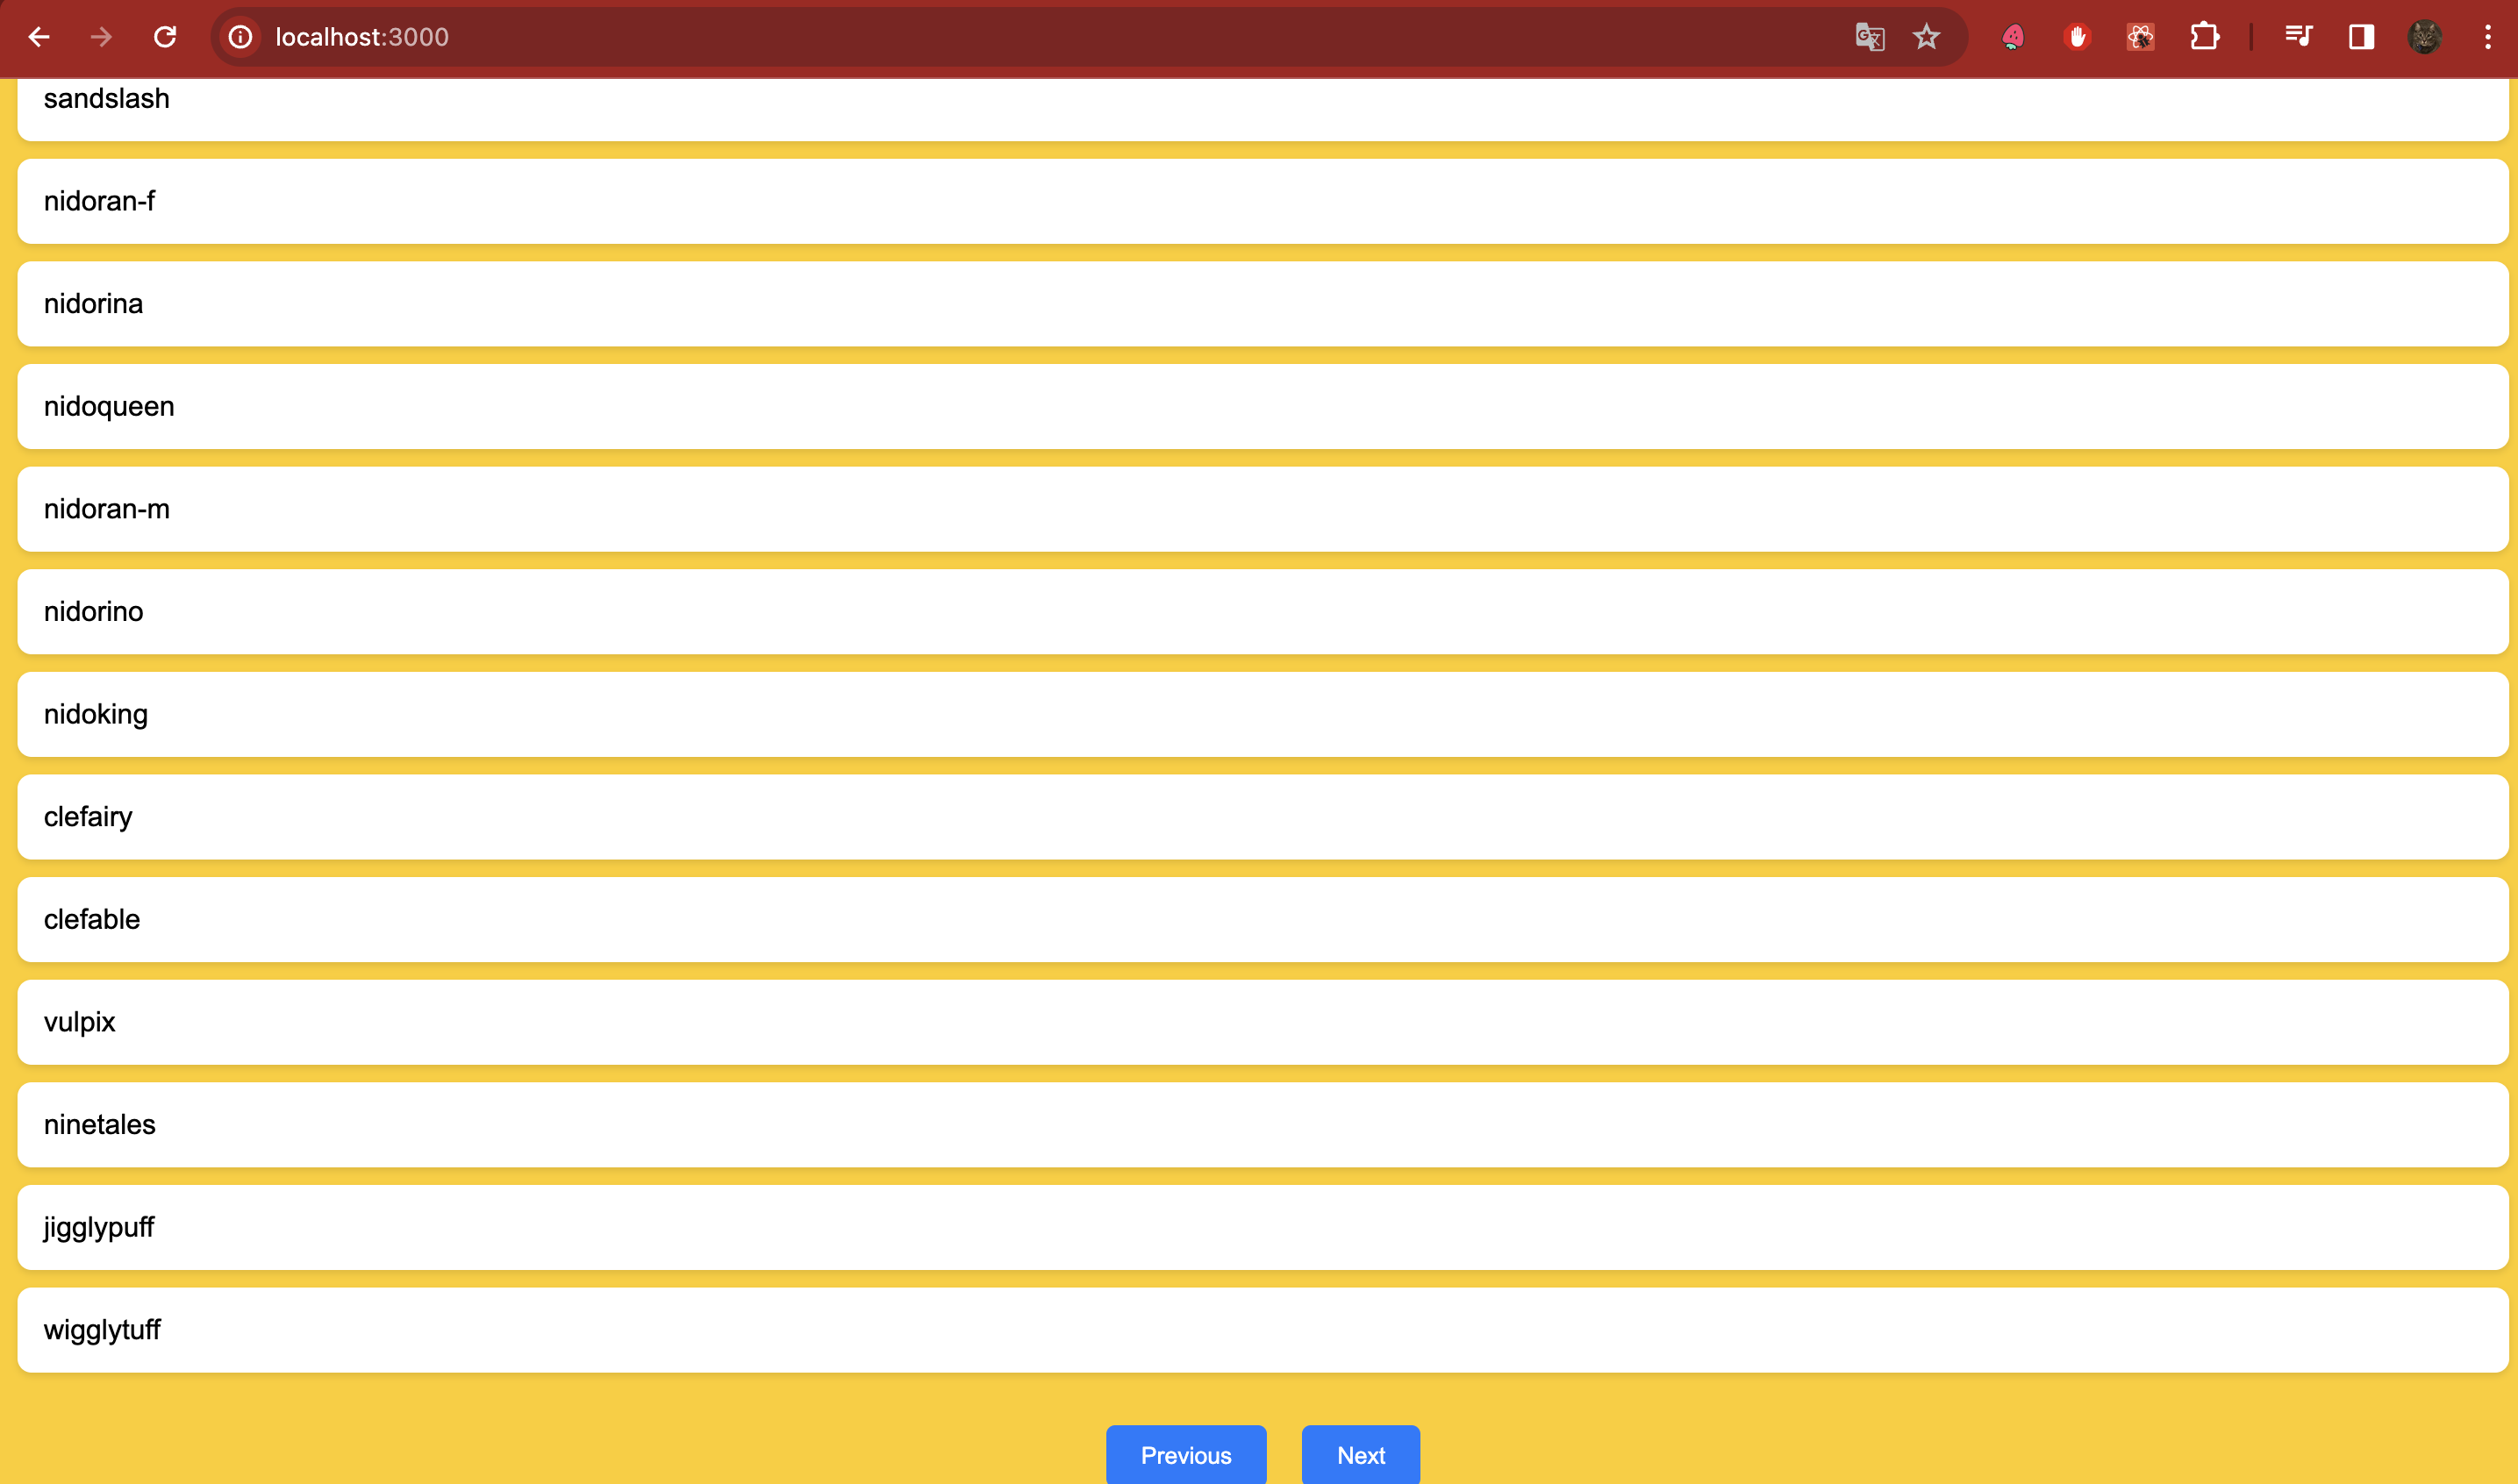 localhost:3000
sandslash
nidoran-f
nidorina
nidoqueen
nidoran-m
nidorino
nidoking
clefairy
clefable
vulpix
ninetales
jigglypuff
wigglytuff
Previous Next